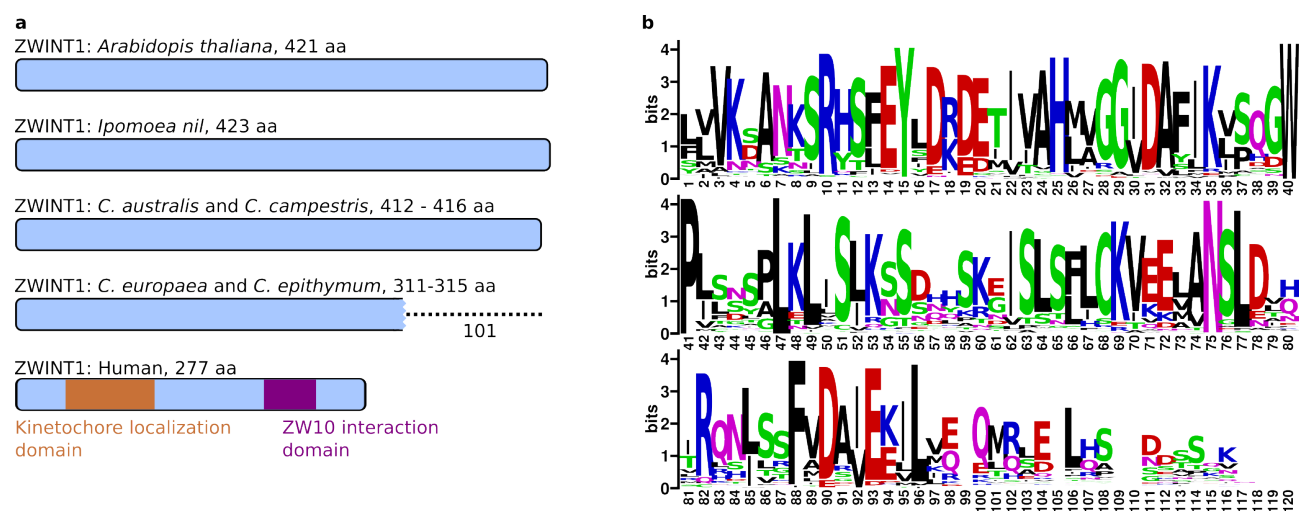 a
ZWINT1: Arabidopsis thaliana, 421 aa
ZWINT1: Ipomoea nil, 423 aa
ZWINT1: C. australis and C. campestris, 412 - 416 aa
ZWINT1: C. europaea and C. epithymum, 311-315 aa
101
ZWINT1: Human, 277 aa
Kinetochore localization
domain
ZW10 interaction
domain
b
bits
0 1 2 3 4
1 2 3 4 5 6 7 8 9 10 11 12 13 14 15 16 17 18 19 20 21 22 23 24 25 26 27 28 29 30 31 32 33 34 35 36 37 38 39 40
bits
0 1 2 3 4
41 42 43 44 45 46 47 48 49 50 51 52 53 54 55 56 57 58 59 60 61 62 63 64 65 66 67 68 69 70 71 72 73 74 75 76 77 78 79 80
bits
0 1 2 3 4
81 82 83 84 85 86 87 88 89 90 91 92 93 94 95 96 97 98 99 100 101 102 103 104 105 106 107 108 109 110 111 112 113 114 115 116 117 118 119 120